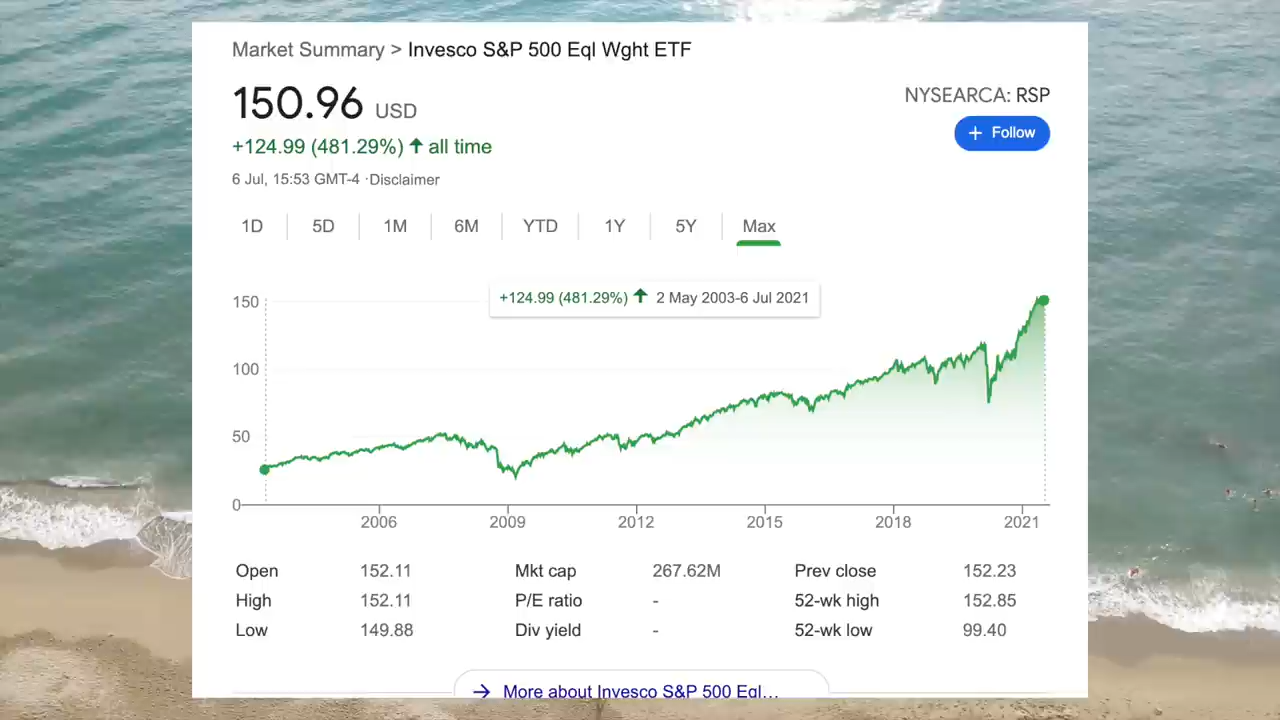 Market Summary > Invesco S&P 500 Eql Wght ETF
150.96 USD
NYSEARCA: RSP
+124.99 (481.29%) ↑ all time
+ Follow
6 Jul, 15:53 GMT-4 ·Disclaimer
1D 5D 1M 6M YTD 1Y 5Y Max
+124.99 (481.29%) ↑ 2 May 2003-6 Jul 2021
150
100
50
0
2006 2009 2012 2015 2018 2021
Open 152.11 Mkt cap 267.62M Prev close 152.23
High 152.11 P/E ratio - 52-wk high 152.85
Low 149.88 Div yield - 52-wk low 99.40
→ More about Invesco S&P 500 Eql…